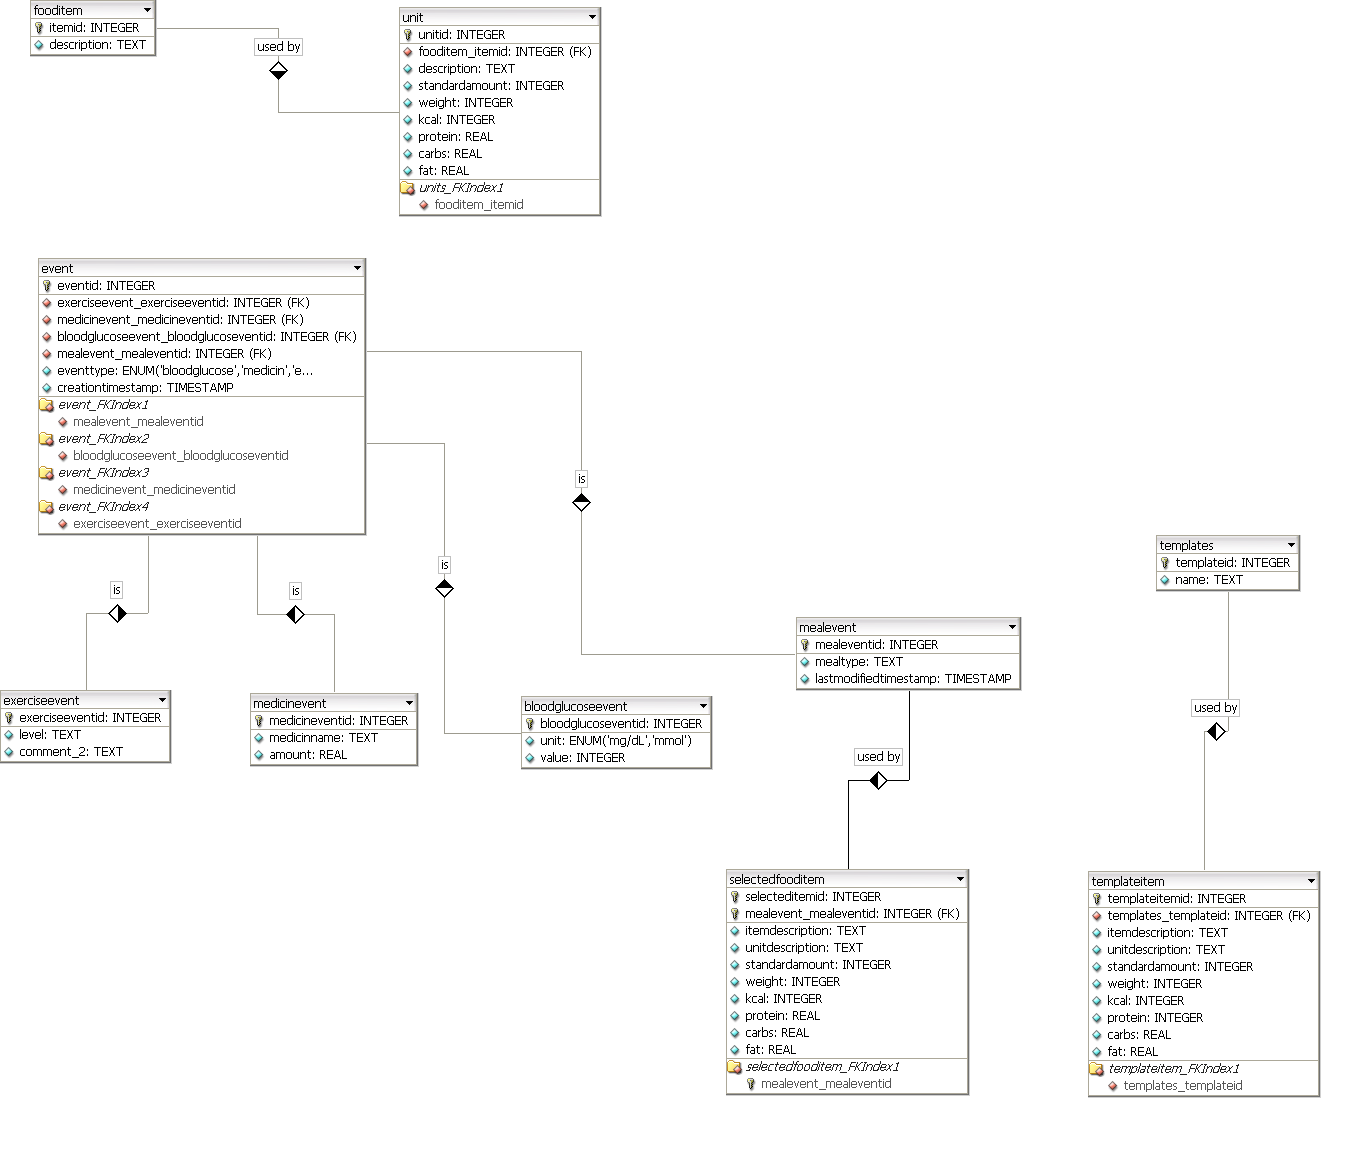 fooditem
itemid: INTEGER
description: TEXT
used by
unit
unitid: INTEGER
fooditem_itemid: INTEGER (FK)
description: TEXT
standardamount: INTEGER
weight: INTEGER
kcal: INTEGER
protein: REAL
carbs: REAL
fat: REAL
units_FKIndex1
fooditem_itemid
event
eventid: INTEGER
exerciseevent_exerciseeventid: INTEGER (FK)
medicinevent_medicineventid: INTEGER (FK)
bloodglucoseevent_bloodglucoseventid: INTEGER (FK)
mealevent_mealeventid: INTEGER (FK)
eventtype: ENUM('bloodglucose','medicin','e...
creationtimestamp: TIMESTAMP
event_FKIndex1
mealevent_mealeventid
event_FKIndex2
bloodglucoseevent_bloodglucoseventid
event_FKIndex3
medicinevent_medicineventid
event_FKIndex4
exerciseevent_exerciseeventid
is
is
is
is
exerciseevent
exerciseeventid: INTEGER
level: TEXT
comment_2: TEXT
medicinevent
medicineventid: INTEGER
medicinname: TEXT
amount: REAL
bloodglucoseevent
bloodglucoseventid: INTEGER
unit: ENUM('mg/dL','mmol')
value: INTEGER
mealevent
mealeventid: INTEGER
mealtype: TEXT
lastmodifiedtimestamp: TIMESTAMP
used by
selectedfooditem
selecteditemid: INTEGER
mealevent_mealeventid: INTEGER (FK)
itemdescription: TEXT
unitdescription: TEXT
standardamount: INTEGER
weight: INTEGER
kcal: INTEGER
protein: REAL
carbs: REAL
fat: REAL
selectedfooditem_FKIndex1
mealevent_mealeventid
templates
templateid: INTEGER
name: TEXT
used by
templateitem
templateitemid: INTEGER
templates_templateid: INTEGER (FK)
itemdescription: TEXT
unitdescription: TEXT
standardamount: INTEGER
weight: INTEGER
kcal: INTEGER
protein: INTEGER
carbs: REAL
fat: REAL
templateitem_FKIndex1
templates_templateid